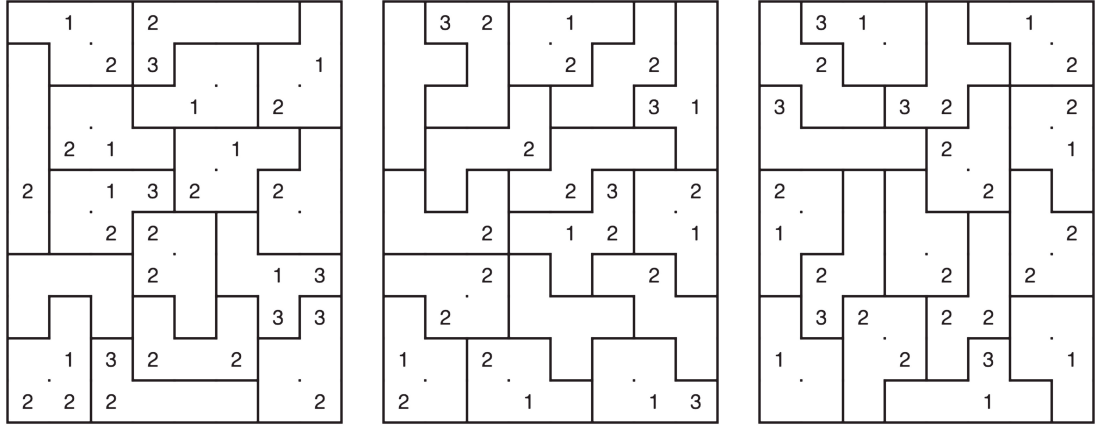 1 2 3 2 1 3 1 1
2 3 1 2 2 2 2
1 2 3 1 3 3 2 2
2 1 1 2 2 1
2 1 3 2 2 2 3 2 2 2
2 2 2 1 2 1 1 2
2 1 3 2 2 2 2 2
3 3 2 3 2 2 2
1 3 2 2 1 2 1 2 3 1
2 2 2 2 2 1 1 3 1